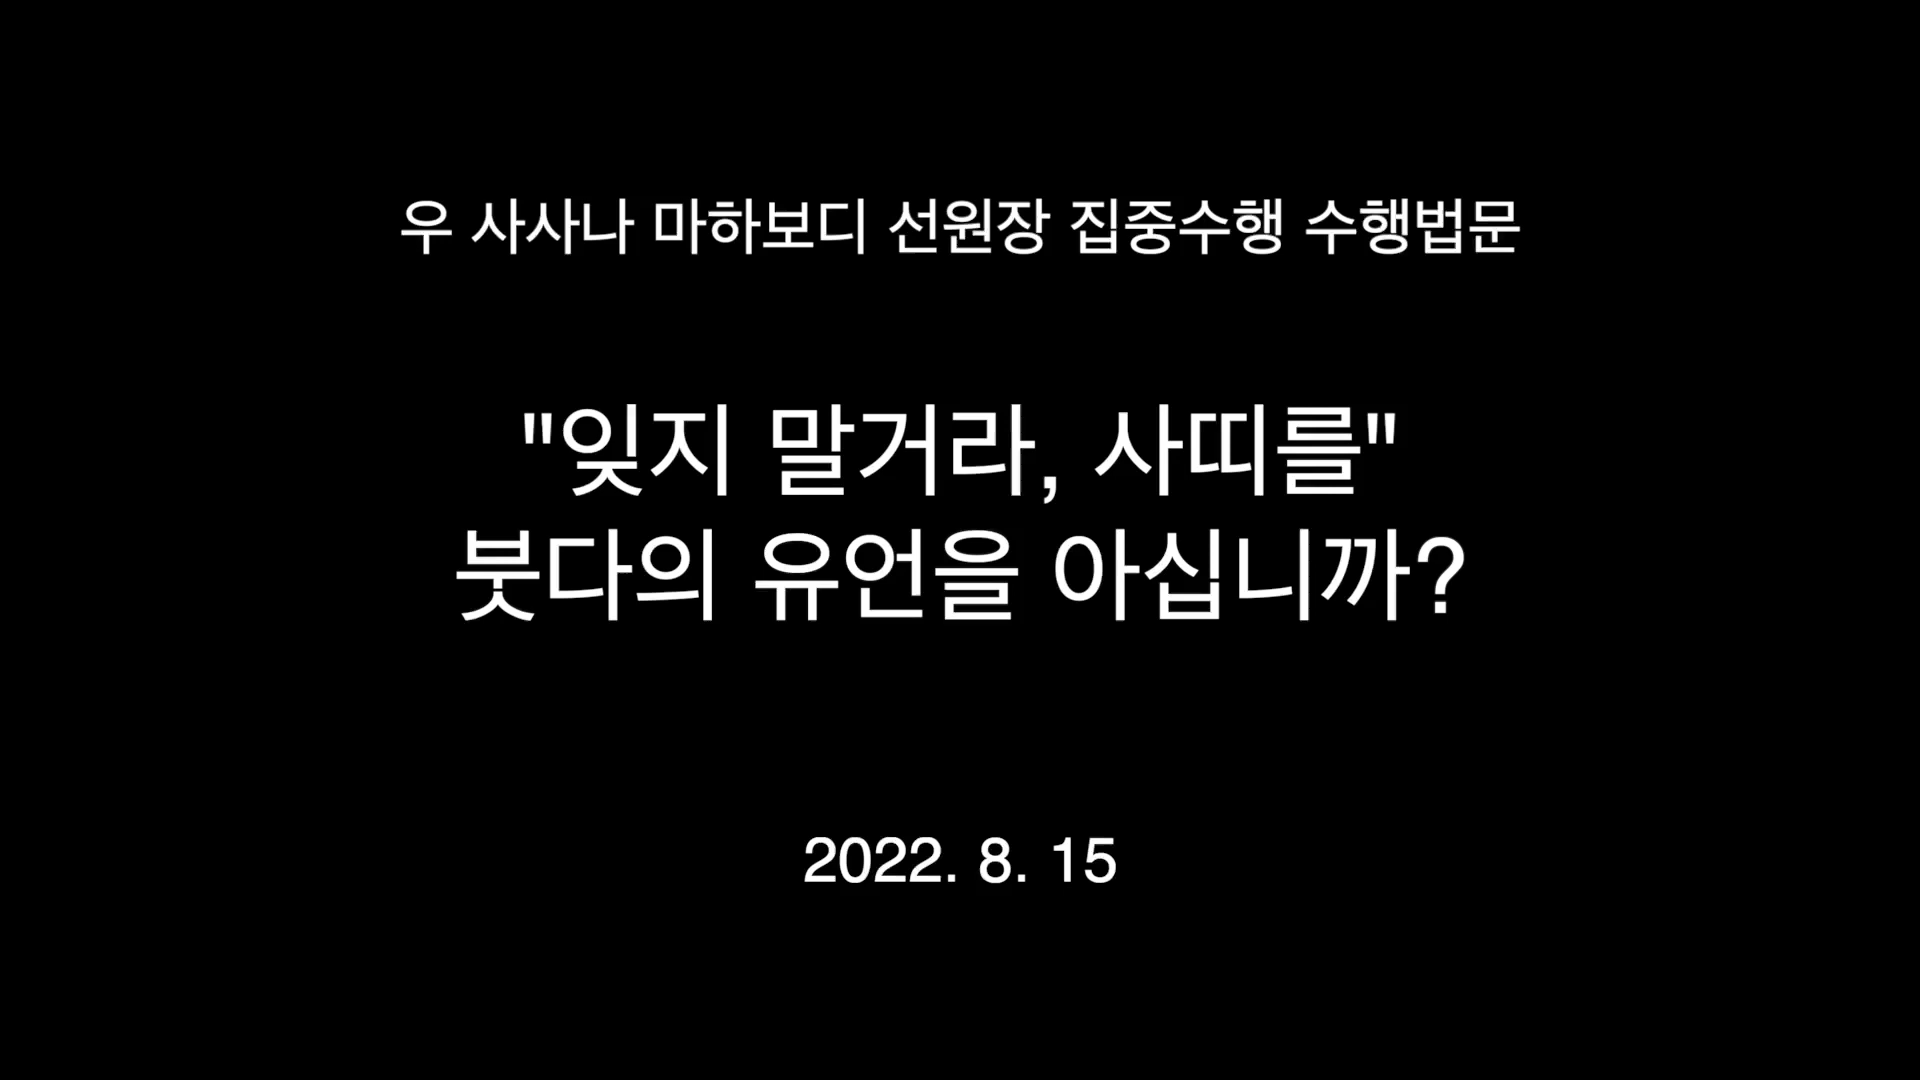 우 사사나 마하보디 선원장 집중수행 수행법문
"잊지 말거라, 사띠를"
붓다의 유언을 아십니까?
2022. 8. 15